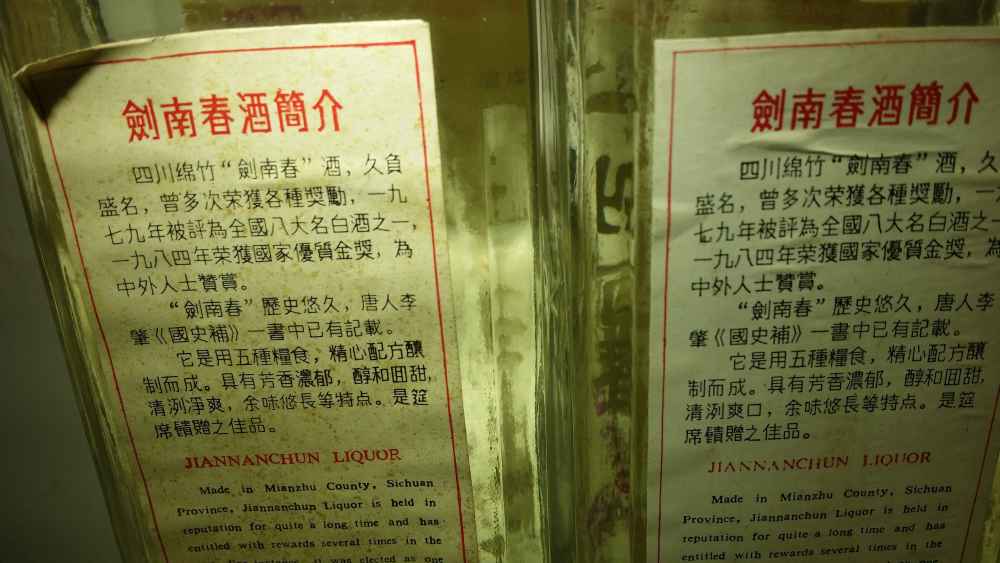 劍南春酒簡介
四川绵竹“劍南春”酒，久負
盛名，曾多次荣獲各種獎勵，一九
七九年被評為全國八大名白酒之一，
一九八四年荣獲國家優質金獎，為
中外人士贊賞。
“劍南春”歷史悠久，唐人李
肇《國史補》一書中已有記載。
它是用五種糧食，精心配方釀
制而成。具有芳香濃郁，醇和回甜，
清洌淨爽，余味悠長等特点。是筵
席饋贈之佳品。
JIANNANCHUN LIQUOR
Made in Mianzhu County, Sichuan
Province, Jiannanchun Liquor is held in
reputation for quite a long time and has
entitled with rewards several times in the
instance, it was elected as one
劍南春酒簡介
四川绵竹“劍南春”酒，久
盛名，曾多次荣獲各種獎勵，一
七九年被評為全國八大名白酒之
一九八四年荣獲國家優質金獎，為
中外人士贊賞。
“劍南春”歷史悠久，唐人李
肇《國史補》一書中已有記載。
它是用五種糧食，精心配方釀
制而成。具有芳香濃郁，醇和回甜，
清洌爽口，余味悠長等特点。是筵
席饋贈之佳品。
JIANNANCHUN LIQUOR
Made in Mianzhu County, Sichuan
Province, Jiannanchun Liquor is held in
reputation for quite a long time and has
entitled with rewards several times in the